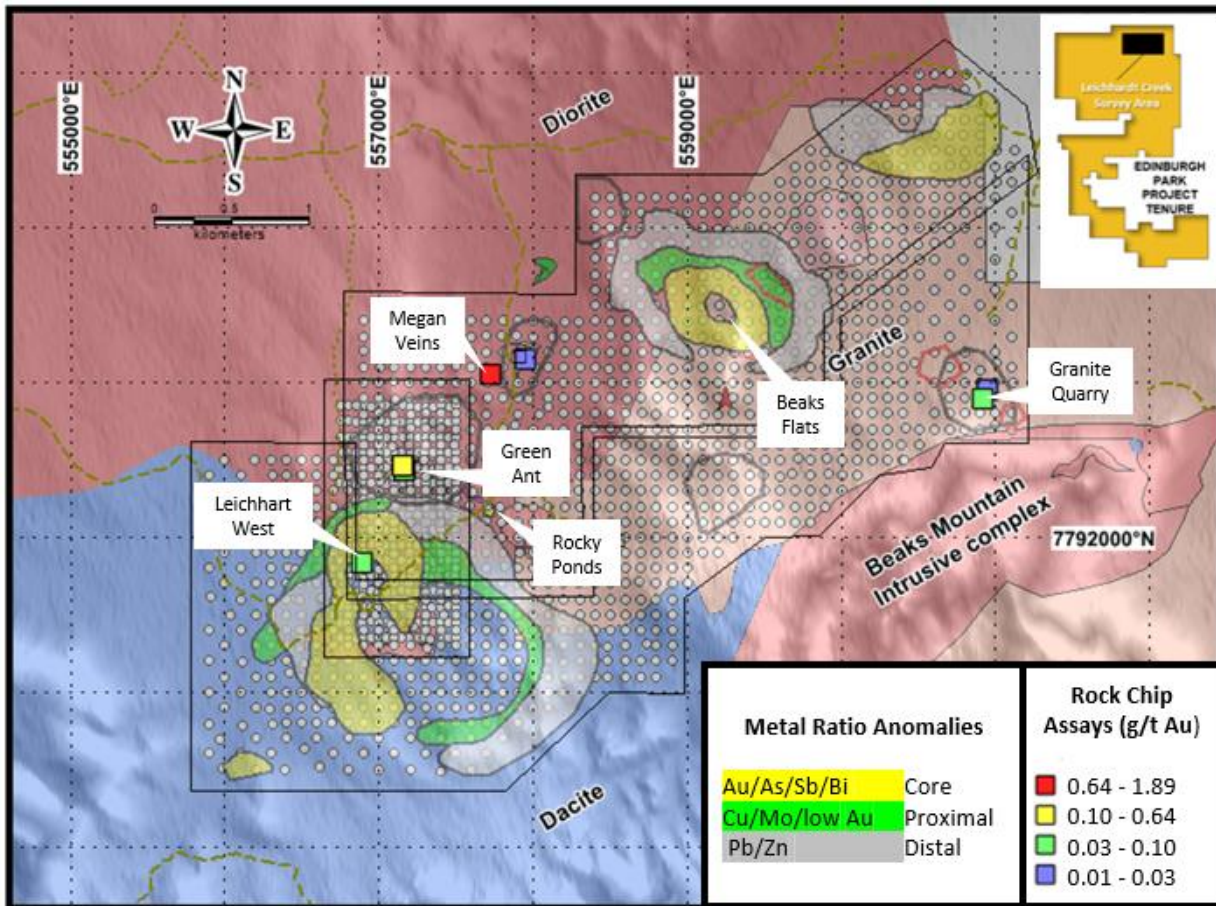 N
W E
S
0 0.5 1
kilometers
555000°E
557000°E
559000°E
7792000°N
Diorite
Granite
Dacite
Beaks Mountain
Intrusive complex
Megan
Veins
Green
Ant
Leichhart
West
Rocky
Ponds
Beaks
Flats
Granite
Quarry
Leichhardt Creek
Survey Area
EDINBURGH
PARK
PROJECT
TENURE
Metal Ratio Anomalies
Au/As/Sb/Bi Core
Cu/Mo/low Au Proximal
Pb/Zn Distal
Rock Chip
Assays (g/t Au)
0.64 - 1.89
0.10 - 0.64
0.03 - 0.10
0.01 - 0.03